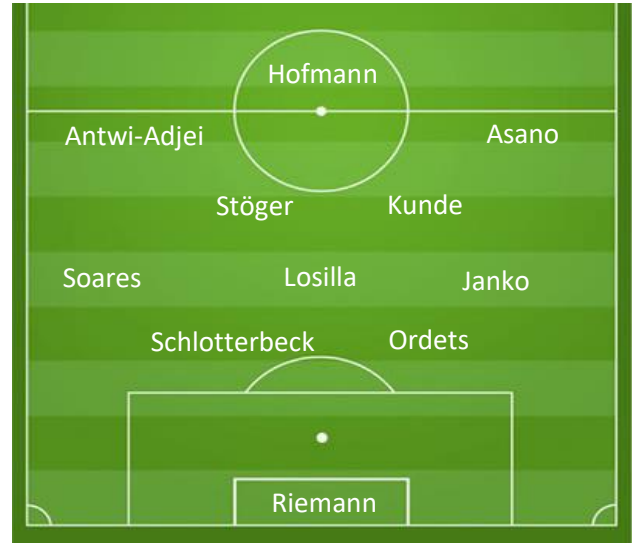 Hofmann
Antwi-Adjei
Asano
Stöger
Kunde
Soares
Losilla
Janko
Schlotterbeck
Ordets
Riemann